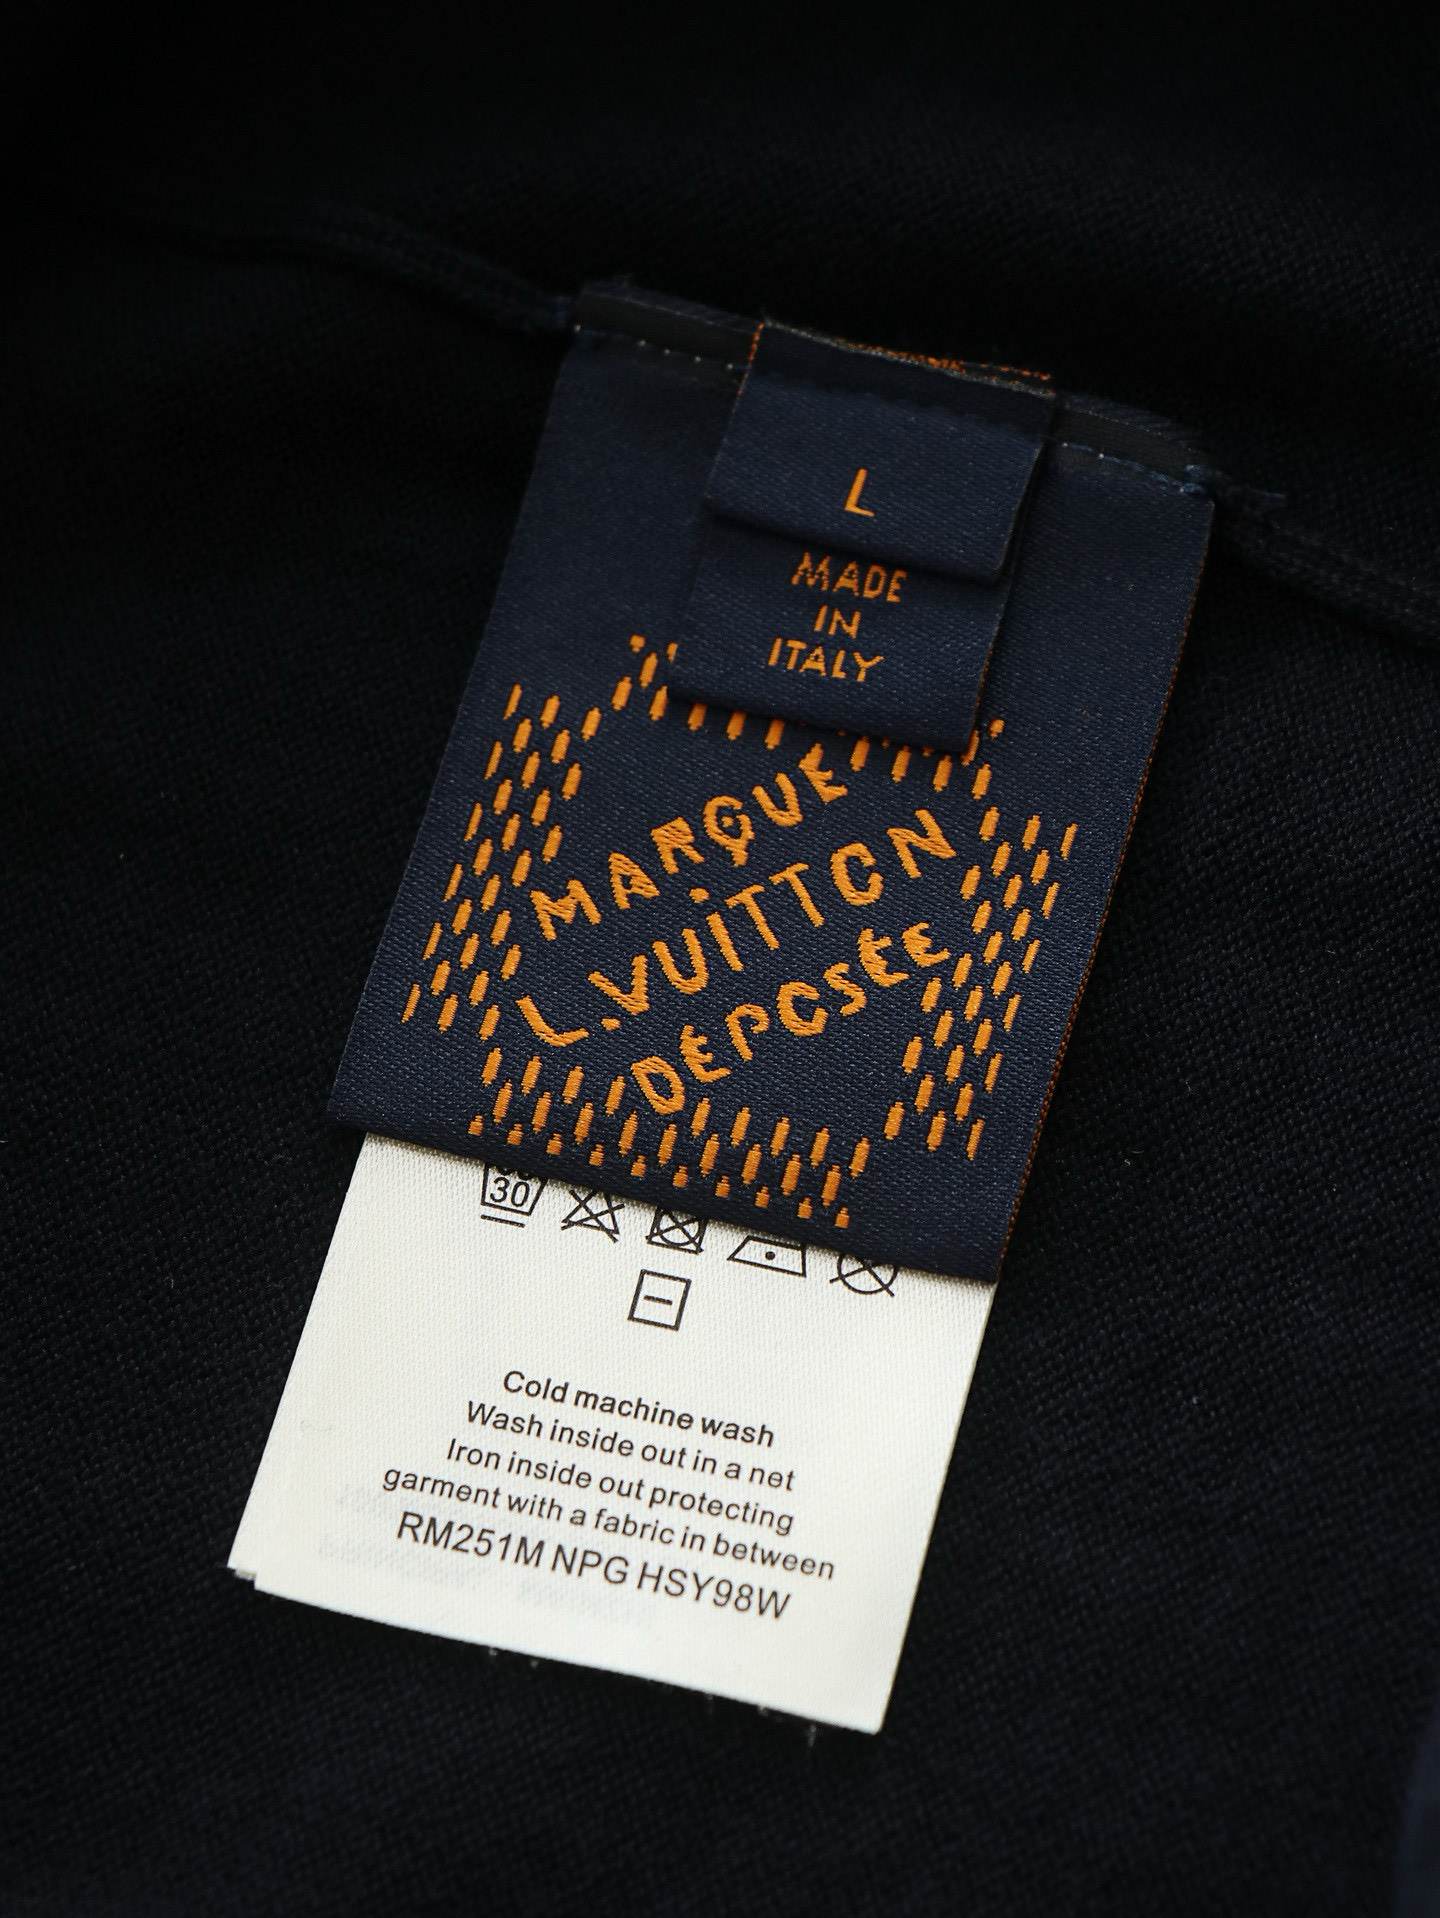 L
MADE
IN
ITALY
MARQUE
L.VUITTON
DÉPOSÉE
30
Cold machine wash
Wash inside out in a net
Iron inside out protecting
garment with a fabric in between
RM251M NPG HSY98W